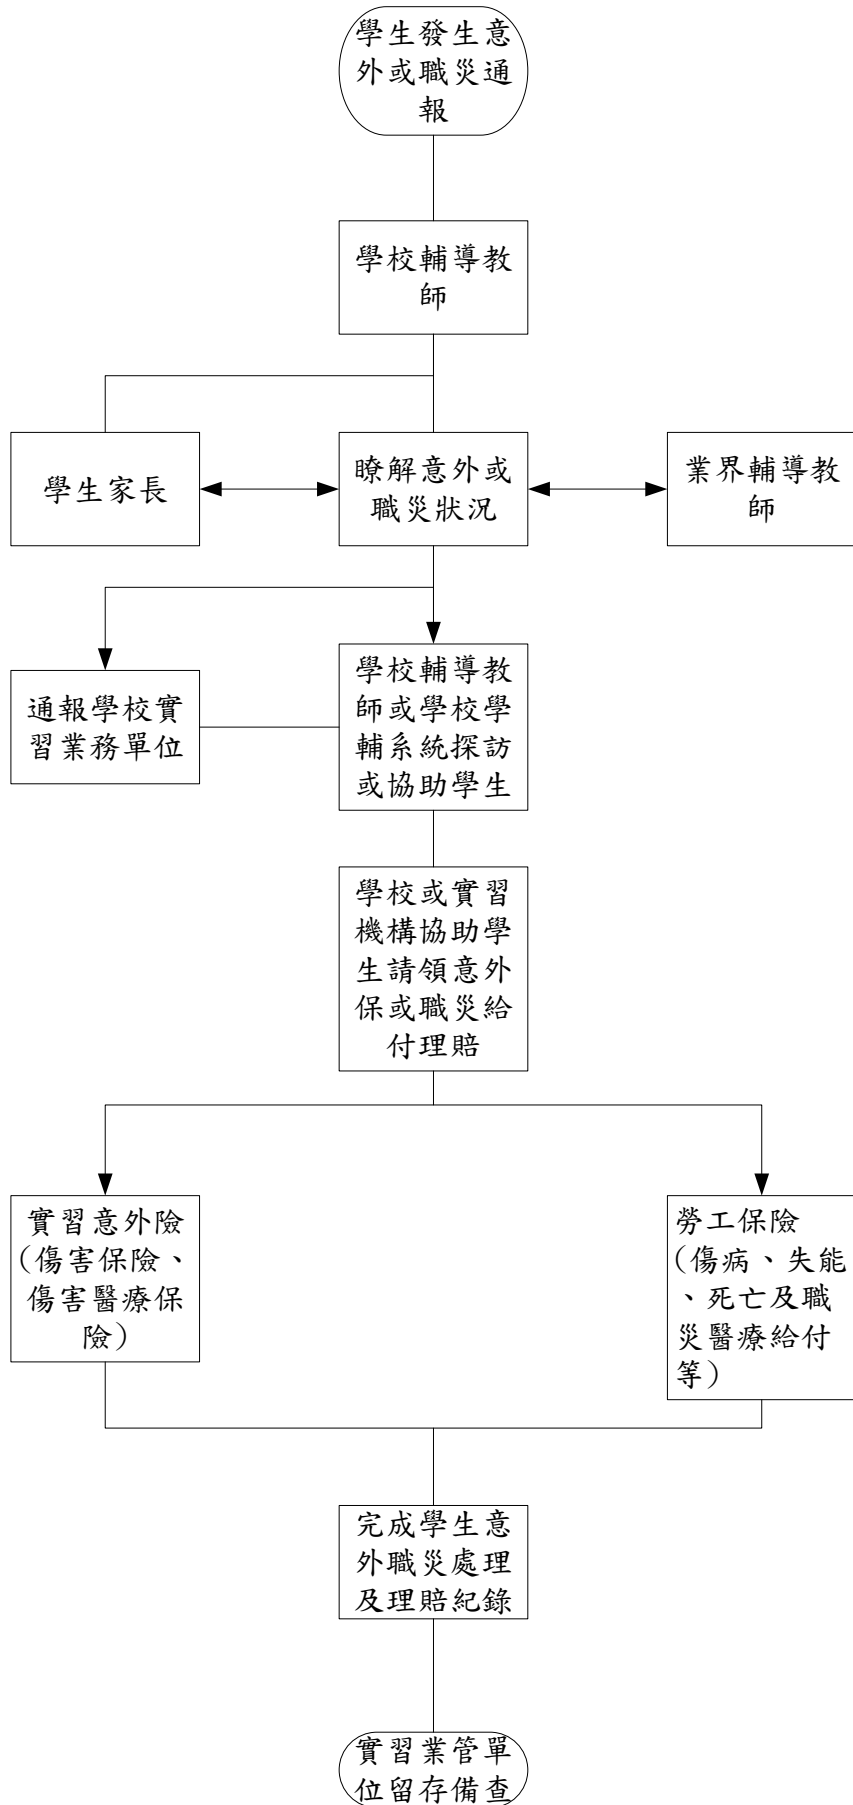 學生發生意
外或職災通
報
學校輔導教
師
學生家長
瞭解意外或
職災狀況
業界輔導教
師
通報學校實
習業務單位
學校輔導教
師或學校學
輔系統探訪
或協助學生
學校或實習
機構協助學
生請領意外
保或職災給
付理賠
實習意外險
(傷害保險、
傷害醫療保
險)
勞工保險
(傷病、失能
、死亡及職
災醫療給付
等)
完成學生意
外職災處理
及理賠紀錄
實習業管單
位留存備查